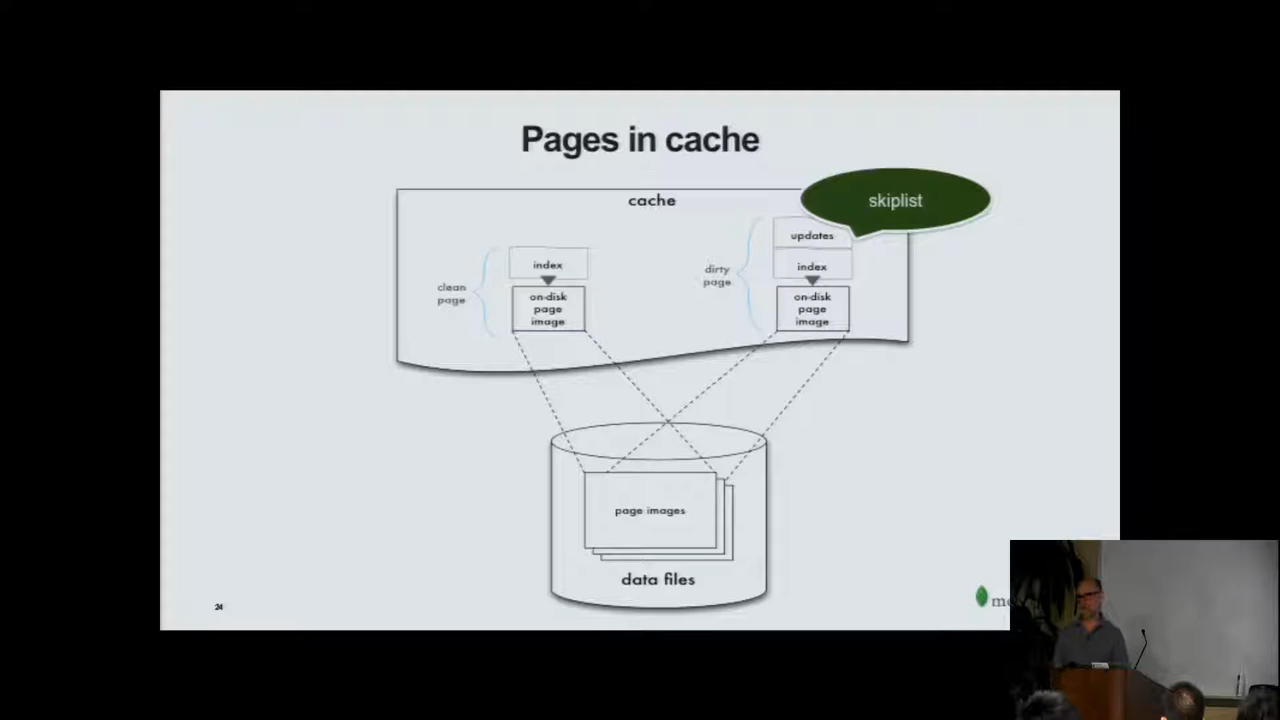 Pages in cache
cache
skiplist
updates
index
index
dirty
page
clean
page
on-disk
page
image
on-disk
page
image
page images
data files
24